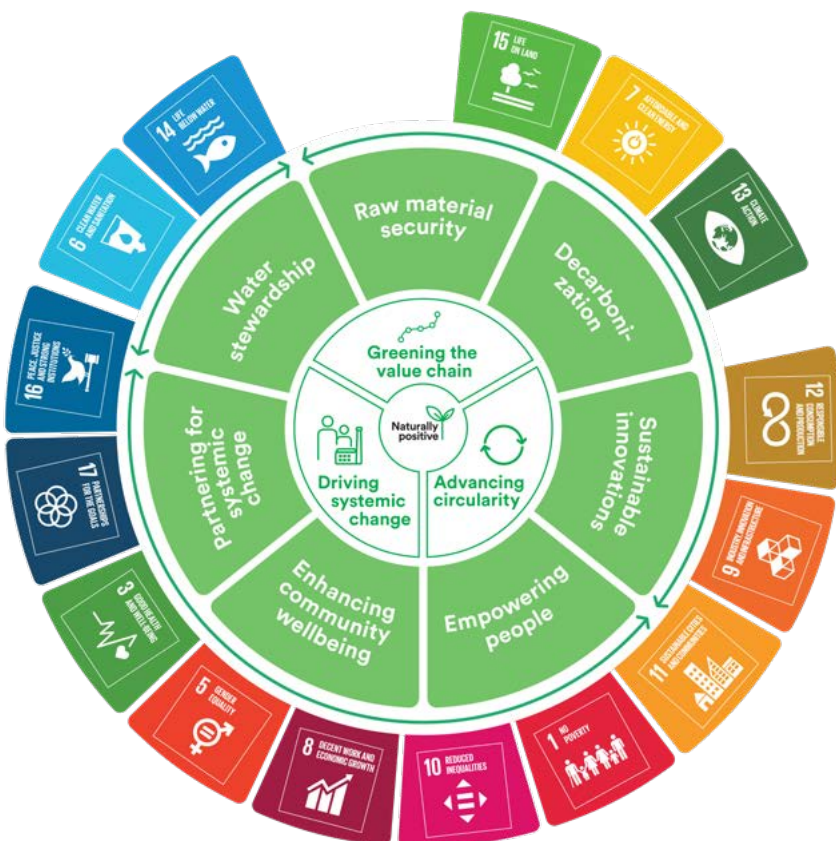 15 LIFE
ON LAND
7 AFFORDABLE AND
CLEAN ENERGY
13 CLIMATE
ACTION
12 RESPONSIBLE
CONSUMPTION
AND PRODUCTION
9 INDUSTRY, INNOVATION
AND INFRASTRUCTURE
11 SUSTAINABLE CITIES
AND COMMUNITIES
1 NO
POVERTY
10 REDUCED
INEQUALITIES
8 DECENT WORK AND
ECONOMIC GROWTH
5 GENDER
EQUALITY
3 GOOD HEALTH
AND WELL-BEING
17 PARTNERSHIPS
FOR THE GOALS
16 PEACE, JUSTICE
AND STRONG
INSTITUTIONS
6 CLEAN WATER
AND SANITATION
14 LIFE
BELOW WATER
Raw material
security
Decarboni-
zation
Sustainable
innovations
Empowering
people
Enhancing
community
wellbeing
Partnering for
systemic
change
Water
stewardship
Greening the
value chain
Advancing
circularity
Driving
systemic
change
Naturally
positive